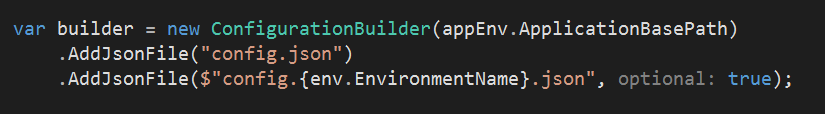 var builder = new ConfigurationBuilder(appEnv.ApplicationBasePath)
    .AddJsonFile("config.json")
    .AddJsonFile($"config.{env.EnvironmentName}.json", optional: true);